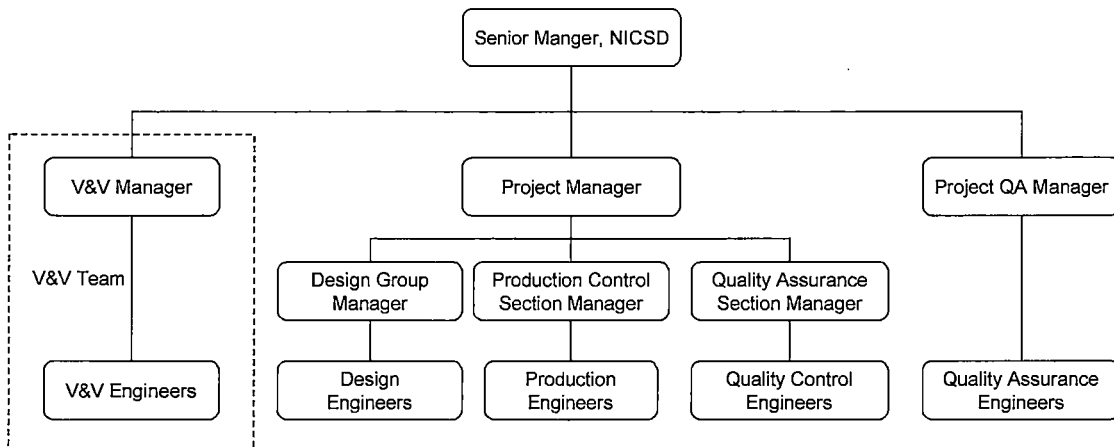 Senior Manger, NICSD
V&V Manager
Project Manager
Project QA Manager
V&V Team
Design Group
Manager
Production Control
Section Manager
Quality Assurance
Section Manager
V&V Engineers
Design
Engineers
Production
Engineers
Quality Control
Engineers
Quality Assurance
Engineers